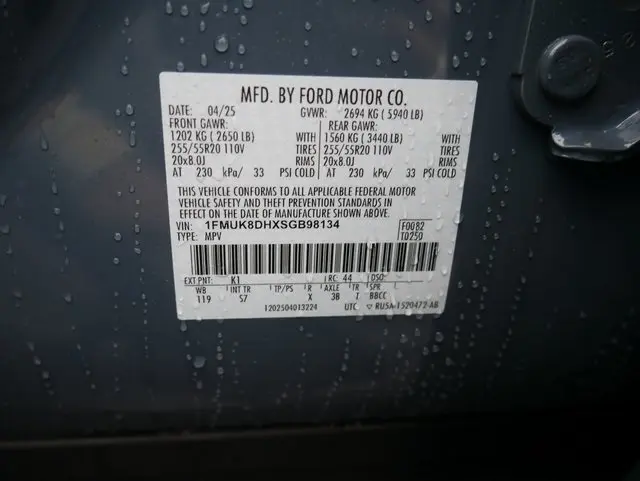 MFD. BY FORD MOTOR CO.
DATE: 04/25 GVWR: 2694 KG ( 5940 LB)
FRONT GAWR: REAR GAWR:
1202 KG ( 2650 LB) WITH 1560 KG ( 3440 LB) WITH
255/55R20 110V TIRES 255/55R20 110V TIRES
20x8.0J RIMS 20x8.0J RIMS
AT 230 kPa/ 33 PSI COLD AT 230 kPa/ 33 PSI COLD
THIS VEHICLE CONFORMS TO ALL APPLICABLE FEDERAL MOTOR
VEHICLE SAFETY AND THEFT PREVENTION STANDARDS IN
EFFECT ON THE DATE OF MANUFACTURE SHOWN ABOVE.
VIN: 1FMUK8DHXSGB98134 F0082
TYPE: MPV T0250
EXT PNT: K1 RC: 44 DSO:
WB INT TR TP/PS R AXLE TR SPR
119 S7 X 3B T BBCC
1202504013224 UTC RU5A-1520472-AB